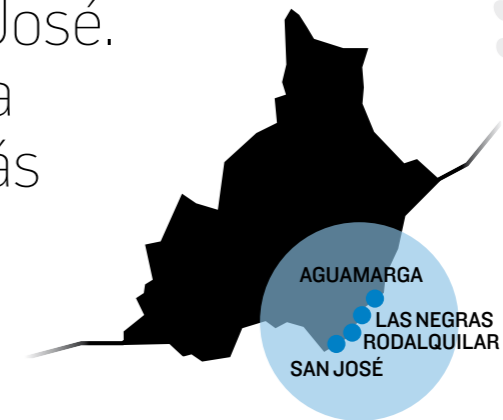 José.
a
ás
AGUAMARGA
LAS NEGRAS
RODALQUILAR
SAN JOSÉ